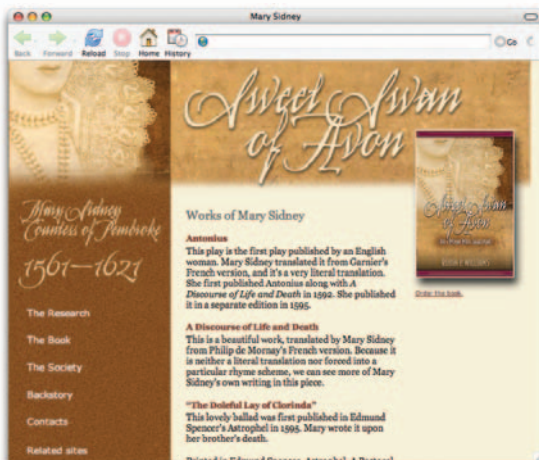 Mary Sidney
Back Forward Reload Stop Home History Go
Sweet Swan
of Avon
Mary Sidney
Countess of Pembroke
1561—1621
The Research
The Book
The Society
Backstory
Contacts
Related sites
Works of Mary Sidney
Antonius
This play is the first play published by an English
woman. Mary Sidney translated it from Garnier's
French version, and it's a very literal translation.
She first published Antonius along with A
Discourse of Life and Death in 1592. She published
it in a separate edition in 1595.
A Discourse of Life and Death
This is a beautiful work, translated by Mary Sidney
from Philip de Mornay's French version. Because it
is neither a literal translation nor forced into a
particular rhyme scheme, we can see more of Mary
Sidney's own writing in this piece.
"The Doleful Lay of Clorinda"
This lovely ballad was first published in Edmund
Spencer's Astrophel in 1595. Mary wrote it upon
her brother's death.
Sweet Swan
of Avon
Order the book.